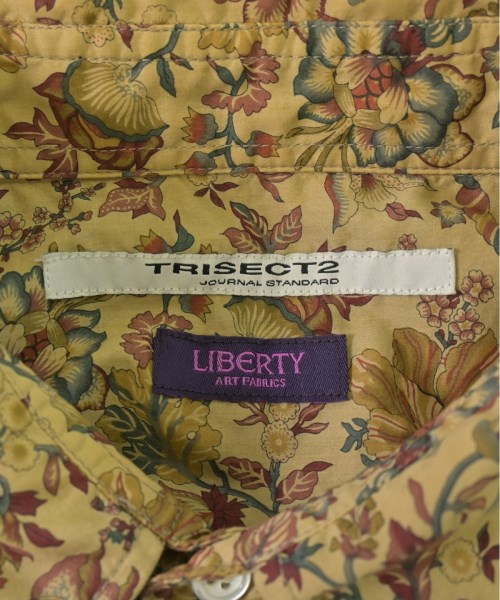 TRISECT2
JOURNAL STANDARD
LIBERTY
ART FABRICS